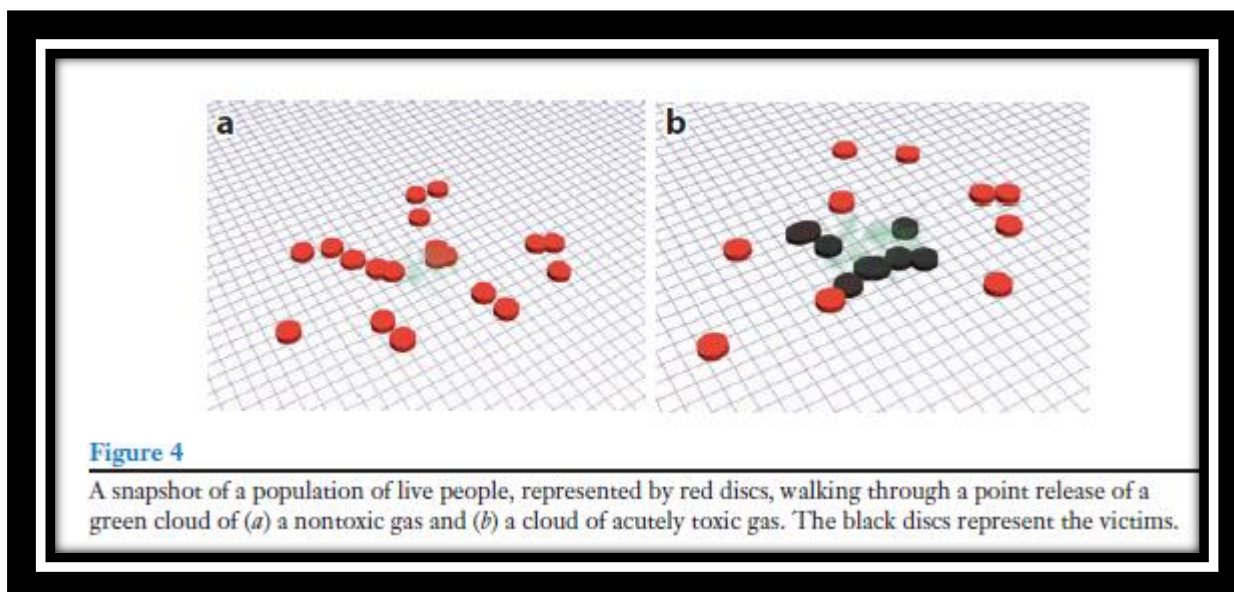 a
b
Figure 4
A snapshot of a population of live people, represented by red discs, walking through a point release of a
green cloud of (a) a nontoxic gas and (b) a cloud of acutely toxic gas. The black discs represent the victims.